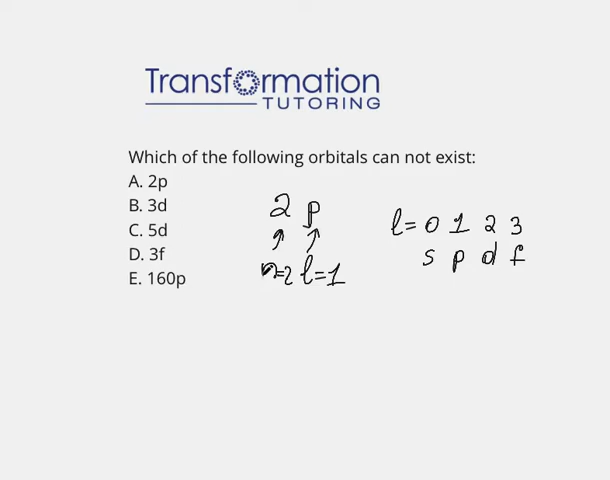 Transformation
TUTORING
Which of the following orbitals can not exist:
A. 2p
B. 3d
C. 5d
D. 3f
E. 160p
2 p
n=2 l=1
l= 0 1 2 3
s p d f